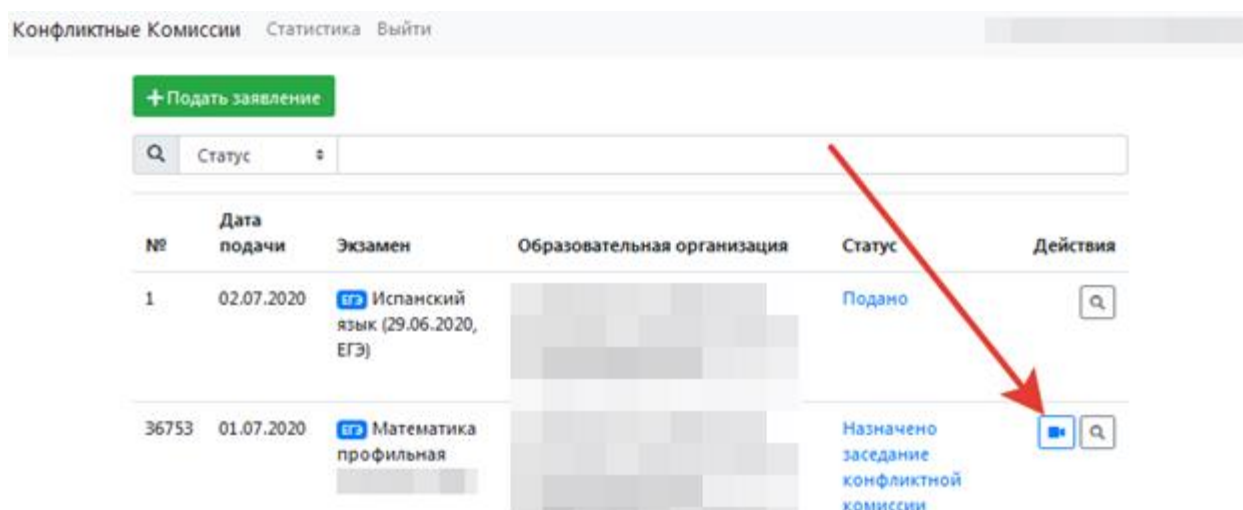 Конфликтные Комиссии Статистика Выйти
+ Подать заявление
Статус
№ Дата подачи Экзамен Образовательная организация Статус Действия
1 02.07.2020 ЕГЭ Испанский Подано
язык (29.06.2020,
ЕГЭ)
36753 01.07.2020 ЕГЭ Математика Назначено
профильная заседание
конфликтной
комиссии